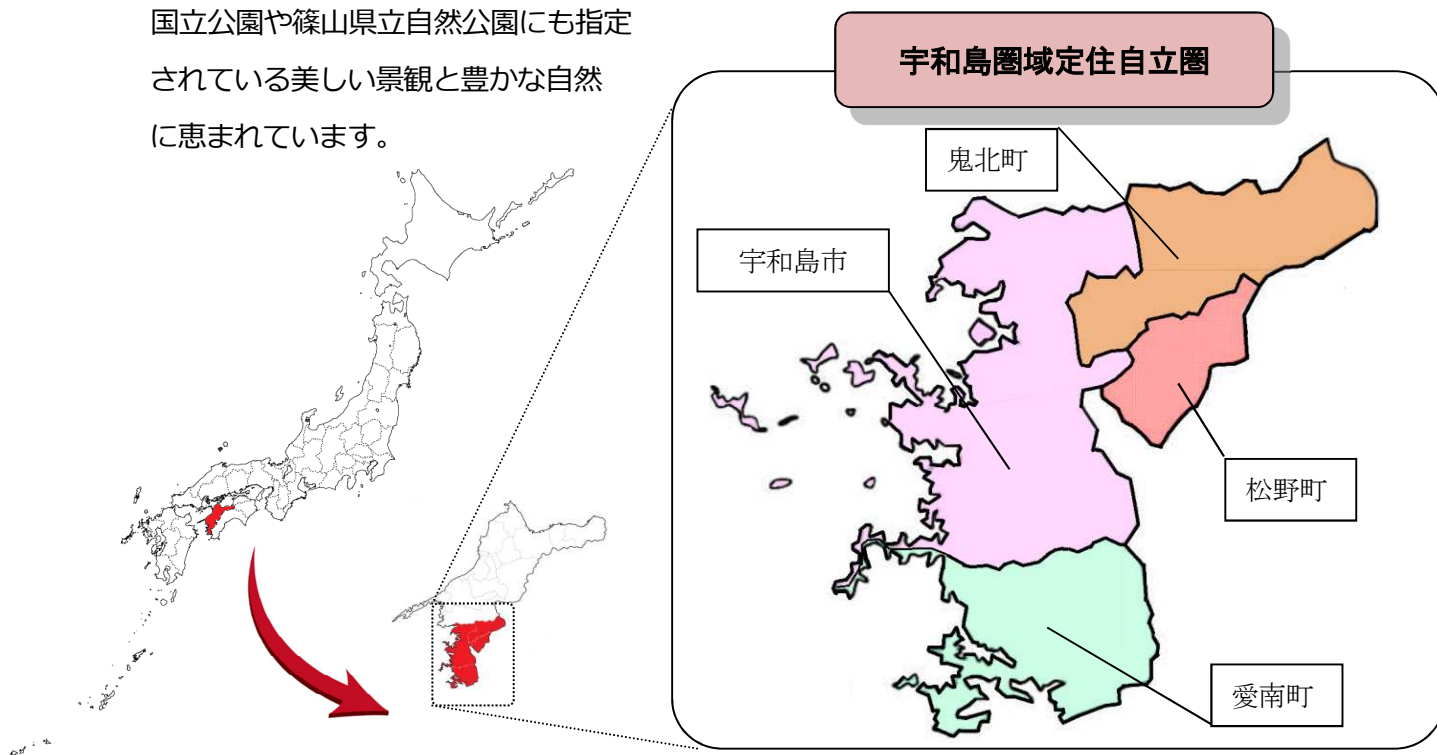 国立公園や篠山県立自然公園にも指定
されている美しい景観と豊かな自然
に恵まれています。
宇和島圏域定住自立圏
鬼北町
宇和島市
松野町
愛南町